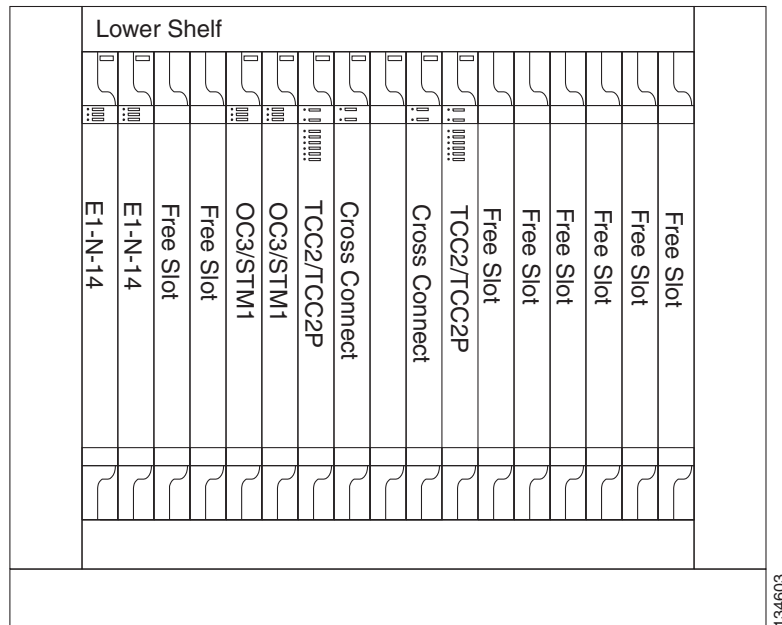 Lower Shelf
E1-N-14
E1-N-14
Free Slot
Free Slot
OC3/STM1
OC3/STM1
TCC2/TCC2P
Cross Connect
Cross Connect
TCC2/TCC2P
Free Slot
Free Slot
Free Slot
Free Slot
Free Slot
Free Slot
134603